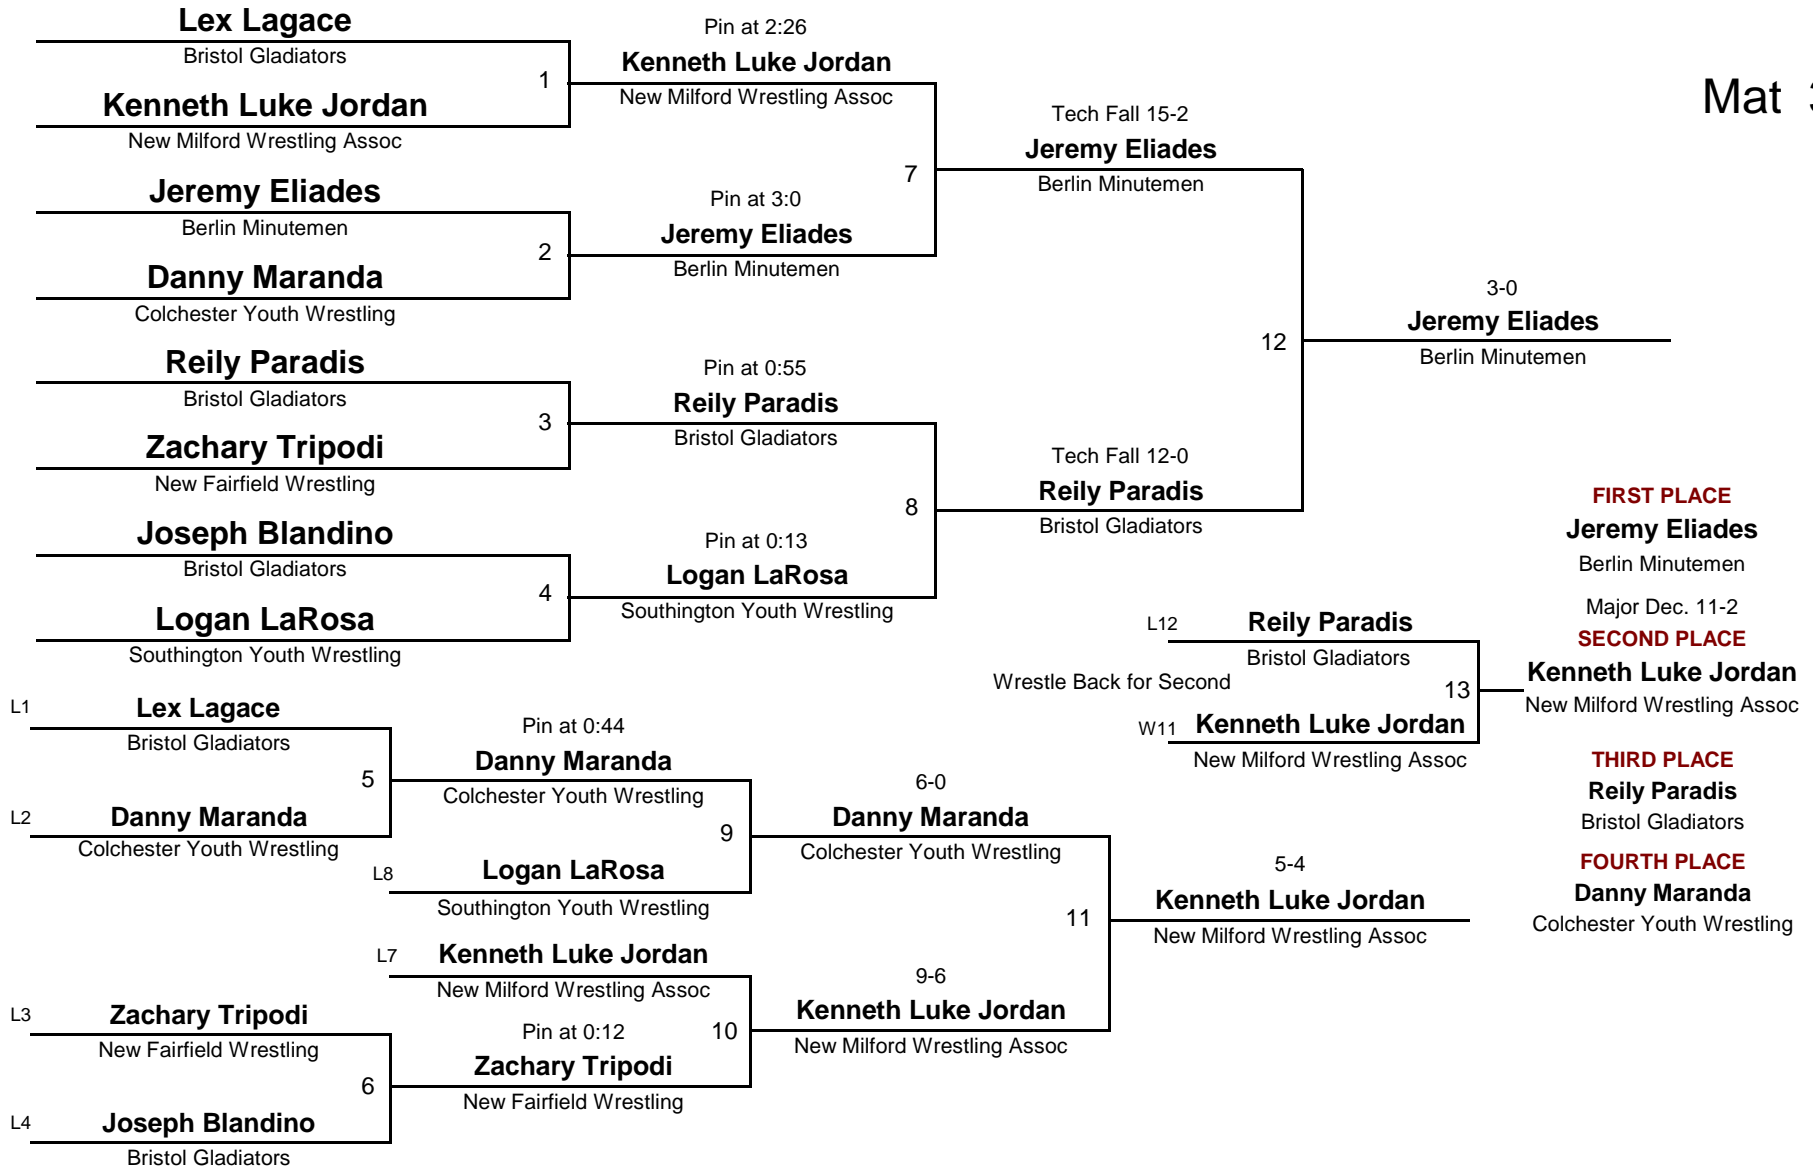 Lex Lagace
Bristol Gladiators
1
Kenneth Luke Jordan
New Milford Wrestling Assoc
Jeremy Eliades
Berlin Minutemen
2
Danny Maranda
Colchester Youth Wrestling
Reily Paradis
Bristol Gladiators
3
Zachary Tripodi
New Fairfield Wrestling
Joseph Blandino
Bristol Gladiators
4
Logan LaRosa
Southington Youth Wrestling
Pin at 2:26
Kenneth Luke Jordan
New Milford Wrestling Assoc
7
Pin at 3:0
Jeremy Eliades
Berlin Minutemen
Pin at 0:55
Reily Paradis
Bristol Gladiators
8
Pin at 0:13
Logan LaRosa
Southington Youth Wrestling
Tech Fall 15-2
Jeremy Eliades
Berlin Minutemen
12
Tech Fall 12-0
Reily Paradis
Bristol Gladiators
Mat 3
3-0
Jeremy Eliades
Berlin Minutemen
L1 Lex Lagace
Bristol Gladiators
5
L2 Danny Maranda
Colchester Youth Wrestling
L3 Zachary Tripodi
New Fairfield Wrestling
6
L4 Joseph Blandino
Bristol Gladiators
Pin at 0:44
Danny Maranda
Colchester Youth Wrestling
9
L8 Logan LaRosa
Southington Youth Wrestling
L7 Kenneth Luke Jordan
New Milford Wrestling Assoc
Pin at 0:12 10
Zachary Tripodi
New Fairfield Wrestling
6-0
Danny Maranda
Colchester Youth Wrestling
11
9-6
Kenneth Luke Jordan
New Milford Wrestling Assoc
5-4
Kenneth Luke Jordan
New Milford Wrestling Assoc
L12 Reily Paradis
Bristol Gladiators
Wrestle Back for Second 13
W11 Kenneth Luke Jordan
New Milford Wrestling Assoc
FIRST PLACE
Jeremy Eliades
Berlin Minutemen
Major Dec. 11-2
SECOND PLACE
Kenneth Luke Jordan
New Milford Wrestling Assoc
THIRD PLACE
Reily Paradis
Bristol Gladiators
FOURTH PLACE
Danny Maranda
Colchester Youth Wrestling